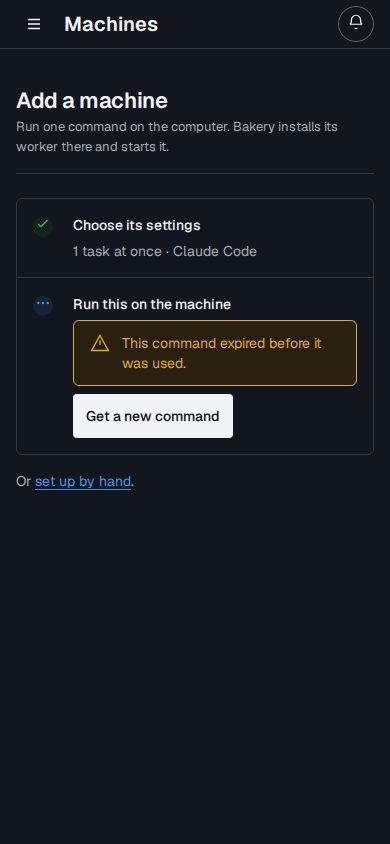 Machines
Add a machine
Run one command on the computer. Bakery installs its
worker there and starts it.
Choose its settings
1 task at once · Claude Code
Run this on the machine
This command expired before it
was used.
Get a new command
Or set up by hand.